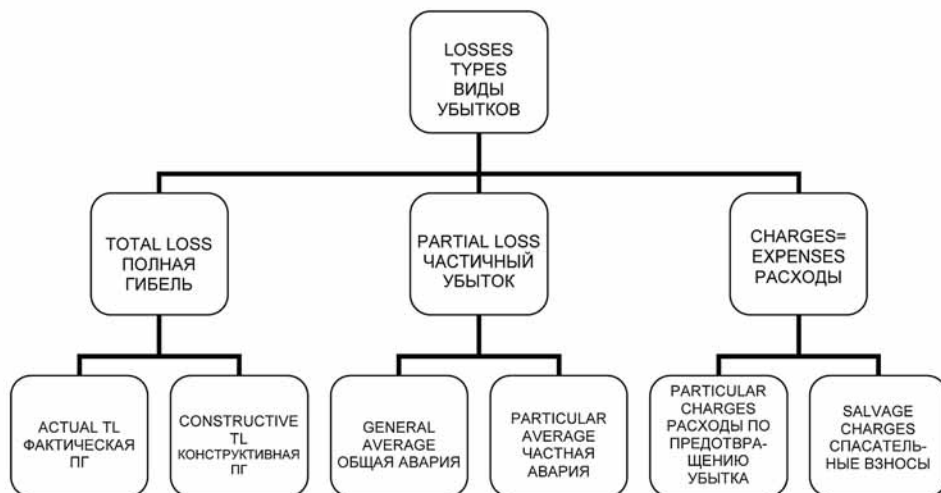 LOSSES
TYPES
ВИДЫ
УБЫТКОВ
TOTAL LOSS
ПОЛНАЯ
ГИБЕЛЬ
PARTIAL LOSS
ЧАСТИЧНЫЙ
УБЫТОК
CHARGES=
EXPENSES
РАСХОДЫ
ACTUAL TL
ФАКТИЧЕСКАЯ
ПГ
CONSTRUCTIVE
TL
КОНСТРУКТИВНАЯ
ПГ
GENERAL
AVERAGE
ОБЩАЯ АВАРИЯ
PARTICULAR
AVERAGE
ЧАСТНАЯ
АВАРИЯ
PARTICULAR
CHARGES
РАСХОДЫ ПО
ПРЕДОТВРА-
ЩЕНИЮ
УБЫТКА
SALVAGE
CHARGES
СПАСАТЕЛЬ-
НЫЕ ВЗНОСЫ